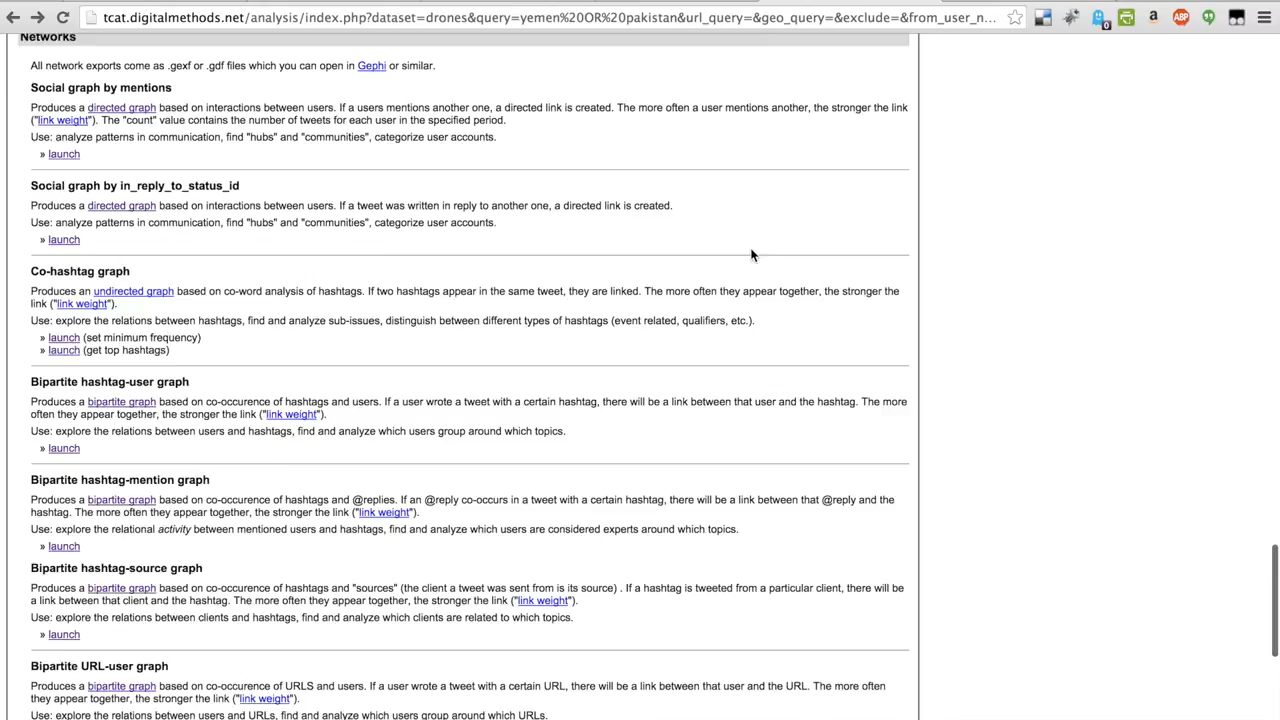 tcat.digitalmethods.net/analysis/index.php?dataset=drones&query=yemen%20OR%20pakistan&url_query=&geo_query=&exclude=&from_user_n...
Networks
All network exports come as .gexf or .gdf files which you can open in Gephi or similar.
Social graph by mentions
Produces a directed graph based on interactions between users. If a users mentions another one, a directed link is created. The more often a user mentions another, the stronger the link
("link weight"). The "count" value contains the number of tweets for each user in the specified period.
Use: analyze patterns in communication, find "hubs" and "communities", categorize user accounts.
» launch
Social graph by in_reply_to_status_id
Produces a directed graph based on interactions between users. If a tweet was written in reply to another one, a directed link is created.
Use: analyze patterns in communication, find "hubs" and "communities", categorize user accounts.
» launch
Co-hashtag graph
Produces an undirected graph based on co-word analysis of hashtags. If two hashtags appear in the same tweet, they are linked. The more often they appear together, the stronger the
link ("link weight").
Use: explore the relations between hashtags, find and analyze sub-issues, distinguish between different types of hashtags (event related, qualifiers, etc.).
» launch (set minimum frequency)
» launch (get top hashtags)
Bipartite hashtag-user graph
Produces a bipartite graph based on co-occurence of hashtags and users. If a user wrote a tweet with a certain hashtag, there will be a link between that user and the hashtag. The more
often they appear together, the stronger the link ("link weight").
Use: explore the relations between users and hashtags, find and analyze which users group around which topics.
» launch
Bipartite hashtag-mention graph
Produces a bipartite graph based on co-occurence of hashtags and @replies. If an @reply co-occurs in a tweet with a certain hashtag, there will be a link between that @reply and the
hashtag. The more often they appear together, the stronger the link ("link weight").
Use: explore the relational activity between mentioned users and hashtags, find and analyze which users are considered experts around which topics.
» launch
Bipartite hashtag-source graph
Produces a bipartite graph based on co-occurence of hashtags and "sources" (the client a tweet was sent from is its source) . If a hashtag is tweeted from a particular client, there will be
a link between that client and the hashtag. The more often they appear together, the stronger the link ("link weight").
Use: explore the relations between clients and hashtags, find and analyze which clients are related to which topics.
» launch
Bipartite URL-user graph
Produces a bipartite graph based on co-occurence of URLS and users. If a user wrote a tweet with a certain URL, there will be a link between that user and the URL. The more often
they appear together, the stronger the link ("link weight").
Use: explore the relations between users and URLs, find and analyze which users group around which URLs.